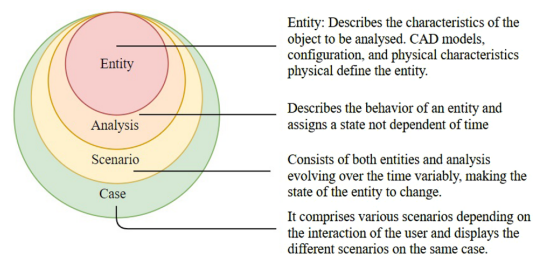 Entity
Analysis
Scenario
Case
Entity: Describes the characteristics of the
object to be analysed. CAD models,
configuration, and physical characteristics
physical define the entity.
Describes the behavior of an entity and
assigns a state not dependent of time
Consists of both entities and analysis
evolving over the time variably, making the
state of the entity to change.
It comprises various scenarios depending on
the interaction of the user and displays the
different scenarios on the same case.